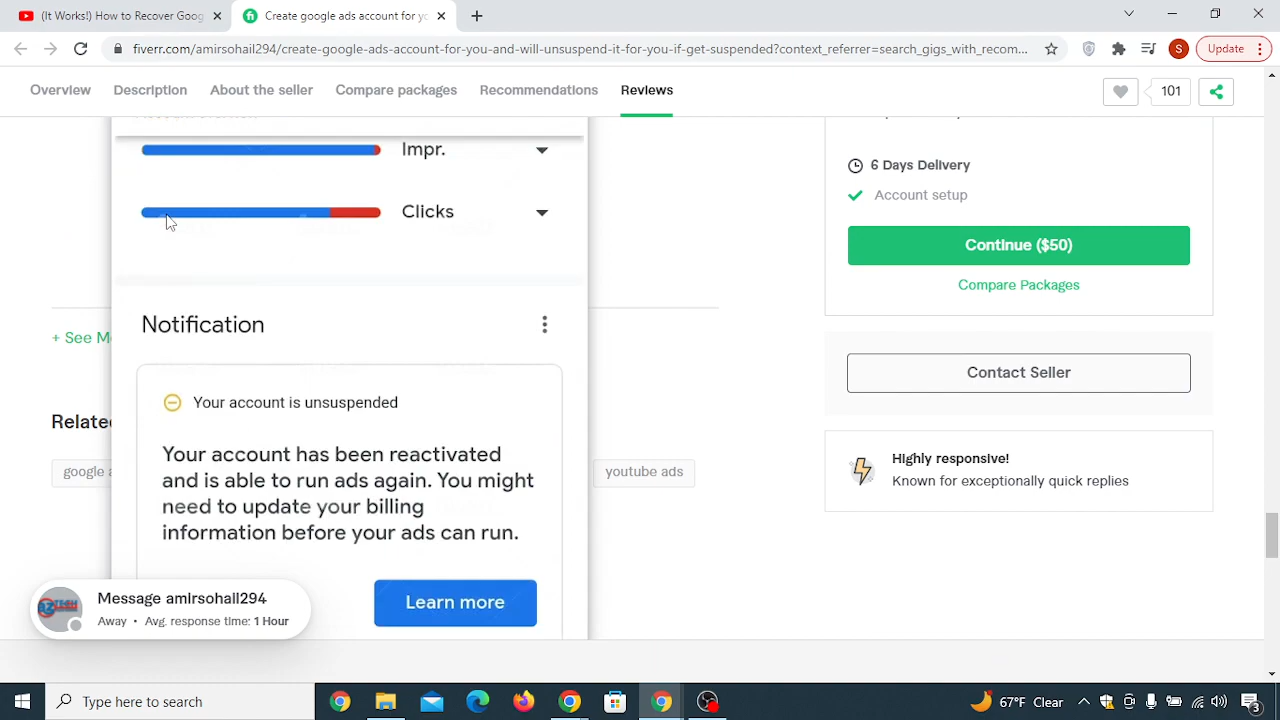 (It Works!) How to Recover Goog
Create google ads account for yo
fiverr.com/amirsohail294/create-google-ads-account-for-you-and-will-unsuspend-it-for-you-if-get-suspended?context_referrer=search_gigs_with_recom...
S
Update
Overview
Description
About the seller
Compare packages
Recommendations
Reviews
101
Impr.
Clicks
6 Days Delivery
Account setup
Continue ($50)
Compare Packages
+ See M
Notification
Contact Seller
Your account is unsuspended
Related
google a
youtube ads
Your account has been reactivated
and is able to run ads again. You might
need to update your billing
information before your ads can run.
Highly responsive!
Known for exceptionally quick replies
Learn more
Message amirsohail294
Away • Avg. response time: 1 Hour
Type here to search
67°F Clear
3